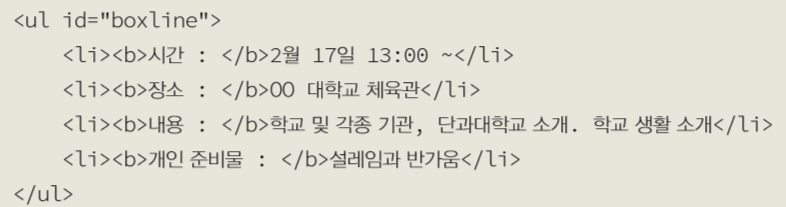 <ul id="boxline">
<li><b>시간 : </b>2월 17일 13:00 ~</li>
<li><b>장소 : </b>OO 대학교 체육관</li>
<li><b>내용 : </b>학교 및 각종 기관, 단과대학교 소개. 학교 생활 소개</li>
<li><b>개인 준비물 : </b>설레임과 반가움</li>
</ul>